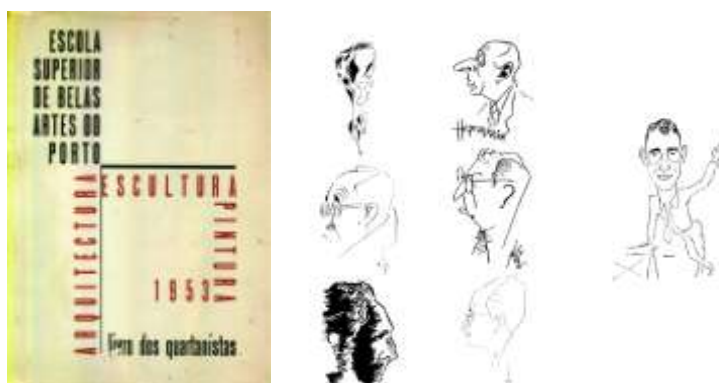 ESCOLA
SUPERIOR
DE BELAS
ARTES DO
PORTO
ESCULTURA
ARQUITECTURA
PINTURA
1953
livro dos quartanistas